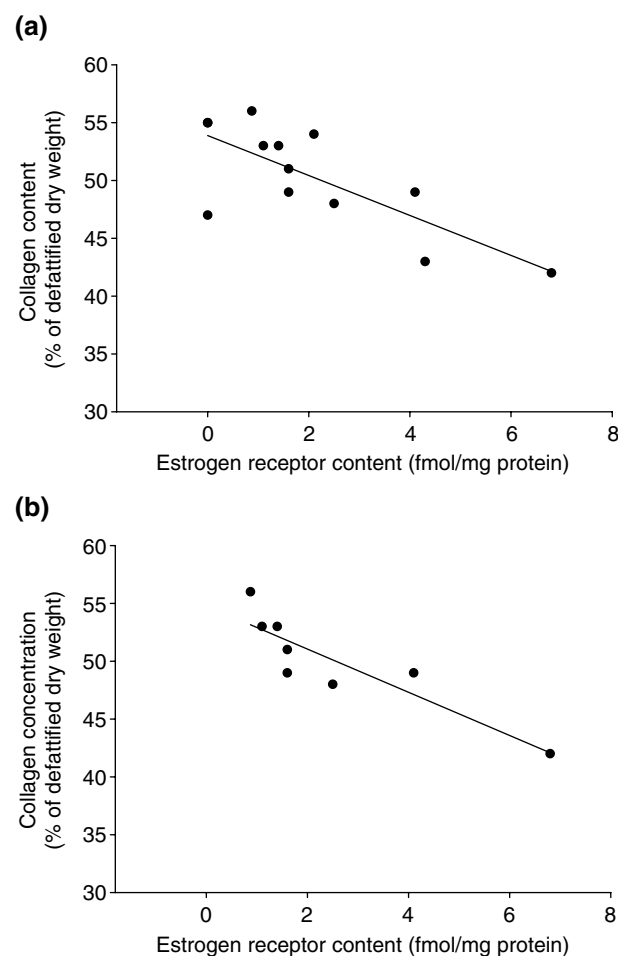 (a)
60
55
50
45
40
35
30
0 2 4 6 8
Collagen content
(% of defattified dry weight)
Estrogen receptor content (fmol/mg protein)
(b)
60
55
50
45
40
35
30
0 2 4 6 8
Collagen concentration
(% of defattified dry weight)
Estrogen receptor content (fmol/mg protein)